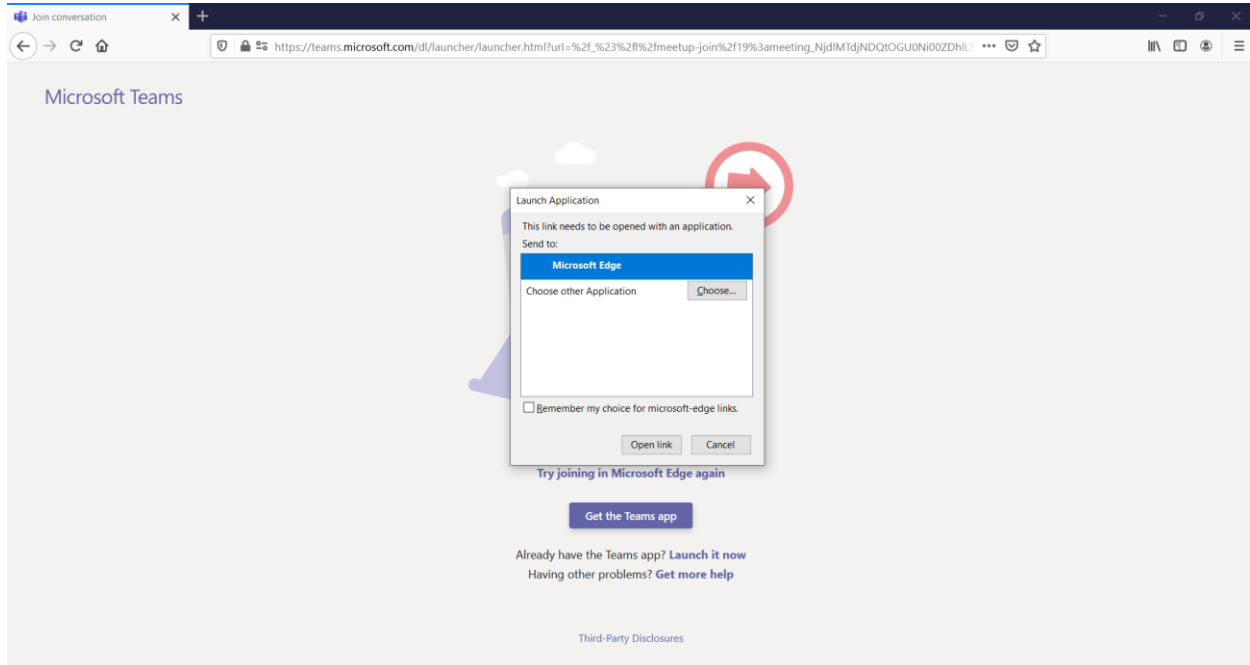 Join conversation
https://teams.microsoft.com/dl/launcher/launcher.html?url=%2f_%23%2fl%2fmeetup-join%2f19%3ameeting_
Microsoft Teams
Launch Application
This link needs to be opened with an application.
Send to:
Microsoft Edge
Choose other Application Choose...
Remember my choice for microsoft-edge links.
Open link Cancel
Try joining in Microsoft Edge again
Get the Teams app
Already have the Teams app? Launch it now
Having other problems? Get more help
Third-Party Disclosures